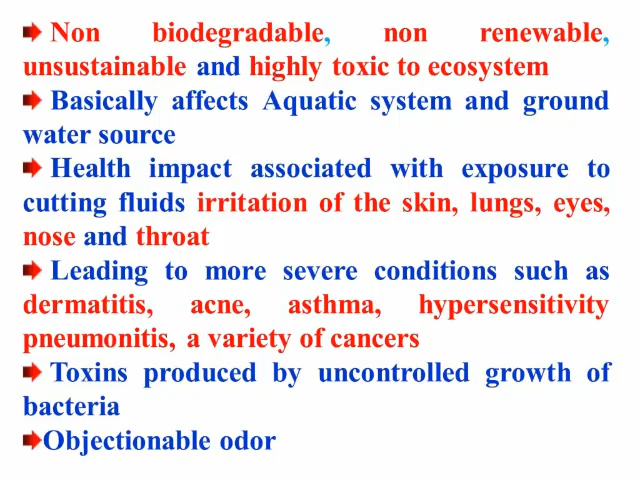 Non biodegradable, non renewable,
unsustainable and highly toxic to ecosystem
Basically affects Aquatic system and ground
water source
Health impact associated with exposure to
cutting fluids irritation of the skin, lungs, eyes,
nose and throat
Leading to more severe conditions such as
dermatitis, acne, asthma, hypersensitivity
pneumonitis, a variety of cancers
Toxins produced by uncontrolled growth of
bacteria
Objectionable odor